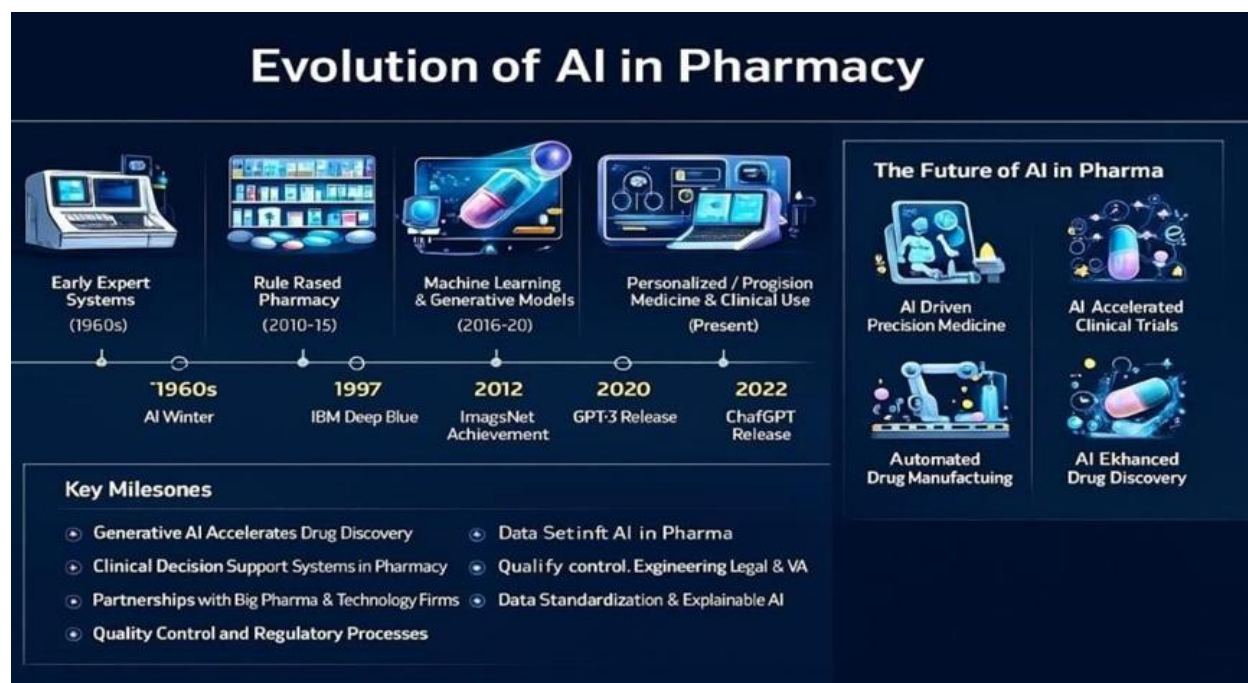 Evolution of AI in Pharmacy
Early Expert
Systems
(1960s)
Rule Rased
Pharmacy
(2010-15)
Machine Learning
& Generative Models
(2016-20)
Personalized / Progision
Medicine & Clinical Use
(Present)
1960s
AI Winter
1997
IBM Deep Blue
2012
ImagsNet
Achievement
2020
GPT-3 Release
2022
ChafGPT
Release
Key Milesones
Generative AI Accelerates Drug Discovery
Clinical Decision Support Systems in Pharmacy
Partnerships with Big Pharma & Technology Firms
Quality Control and Regulatory Processes
Data Setinft AI in Pharma
Qualify control. Exgineering Legal & VA
Data Standardization & Explainable AI
The Future of AI in Pharma
AI Driven
Precision Medicine
AI Accelerated
Clinical Trials
Automated
Drug Manufactuing
AI Ekhanced
Drug Discovery